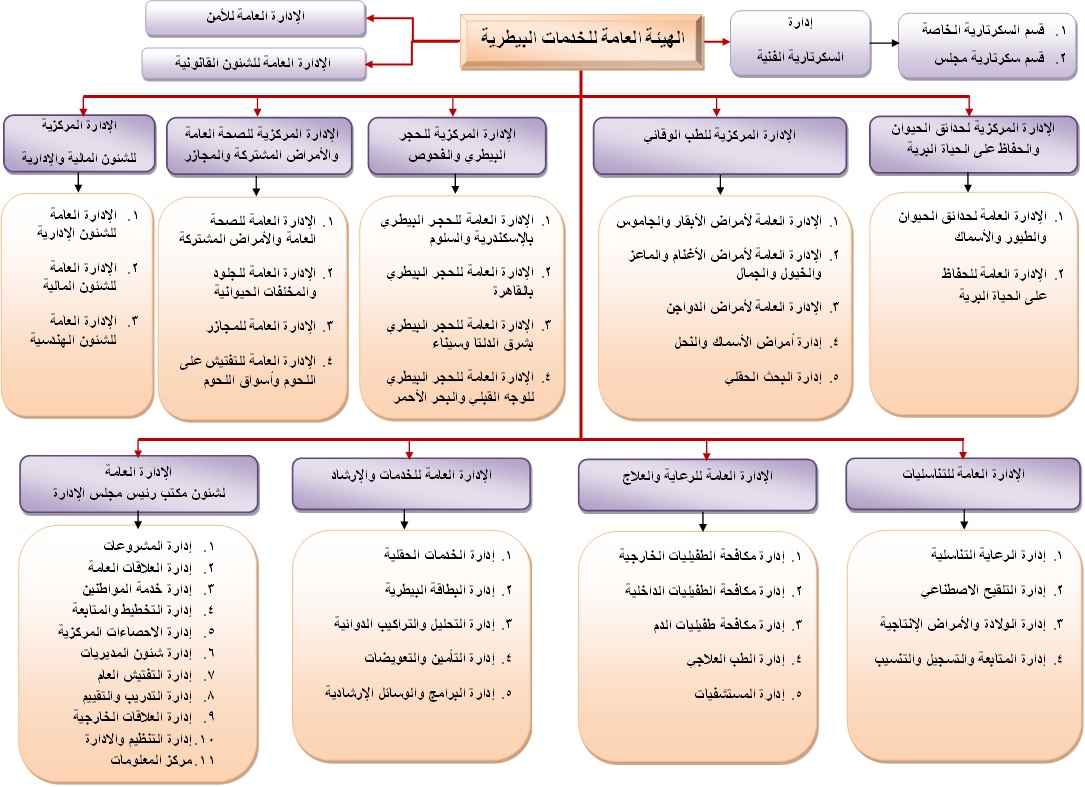 الهيئة العامة للخدمات البيطرية
إدارة
السكرتارية الفنية
١. قسم السكرتارية الخاصة
٢. قسم سكرتارية مجلس
الإدارة العامة للأمن
الإدارة العامة للشئون القانونية
الإدارة المركزية لحدائق الحيوان
والحفاظ على الحياة البرية
١. الإدارة العامة لحدائق الحيوان
والطيور والأسماك
٢. الإدارة العامة للحفاظ
على الحياة البرية
الإدارة المركزية للطب الوقائي
١. الإدارة العامة لأمراض الأبقار والجاموس
٢. الإدارة العامة لأمراض الأغنام والماعز
والخيول والجمال
٣. الإدارة العامة لأمراض الدواجن
٤. إدارة أمراض الأسماك والنحل
٥. إدارة البحث الحقلي
الإدارة المركزية للحجر
البيطري والفحوص
١. الإدارة العامة للحجر البيطري
بالإسكندرية والسلوم
٢. الإدارة العامة للحجر البيطري
بالقاهرة
٣. الإدارة العامة للحجر البيطري
بشرق الدلتا وسيناء
٤. الإدارة العامة للحجر البيطري
للوجه القبلي والبحر الأحمر
الإدارة المركزية للصحة العامة
والأمراض المشتركة والمجازر
١. الإدارة العامة للصحة
العامة والأمراض المشتركة
٢. الإدارة العامة للجلود
والمخلفات الحيوانية
٣. الإدارة العامة للمجازر
٤. الإدارة العامة للتفتيش على
اللحوم وأسواق اللحوم
الإدارة المركزية
للشئون المالية والإدارية
١. الإدارة العامة
للشئون الإدارية
٢. الإدارة العامة
للشئون المالية
٣. الإدارة العامة
للشئون الهندسية
الإدارة العامة للتناسليات
١. إدارة الرعاية التناسلية
٢. إدارة التلقيح الاصطناعي
٣. إدارة الولادة والأمراض الإنتاجية
٤. إدارة المتابعة والتسجيل والتنسيب
الإدارة العامة للرعاية والعلاج
١. إدارة مكافحة الطفيليات الخارجية
٢. إدارة مكافحة الطفيليات الداخلية
٣. إدارة مكافحة طفيليات الدم
٤. إدارة الطب العلاجي
٥. إدارة المستشفيات
الإدارة العامة للخدمات والإرشاد
١. إدارة الخدمات الحقلية
٢. إدارة البطاقة البيطرية
٣. إدارة التحليل والتراكيب الدوائية
٤. إدارة التأمين والتعويضات
٥. إدارة البرامج والوسائل الإرشادية
الإدارة العامة
لشئون مكتب رئيس مجلس الإدارة
١. إدارة المشروعات
٢. إدارة العلاقات العامة
٣. إدارة خدمة المواطنين
٤. إدارة التخطيط والمتابعة
٥. إدارة الاحصاءات المركزية
٦. إدارة شئون المديريات
٧. إدارة التفتيش العام
٨. إدارة التدريب والتقييم
٩. إدارة العلاقات الخارجية
١٠. إدارة التنظيم والادارة
١١. مركز المعلومات